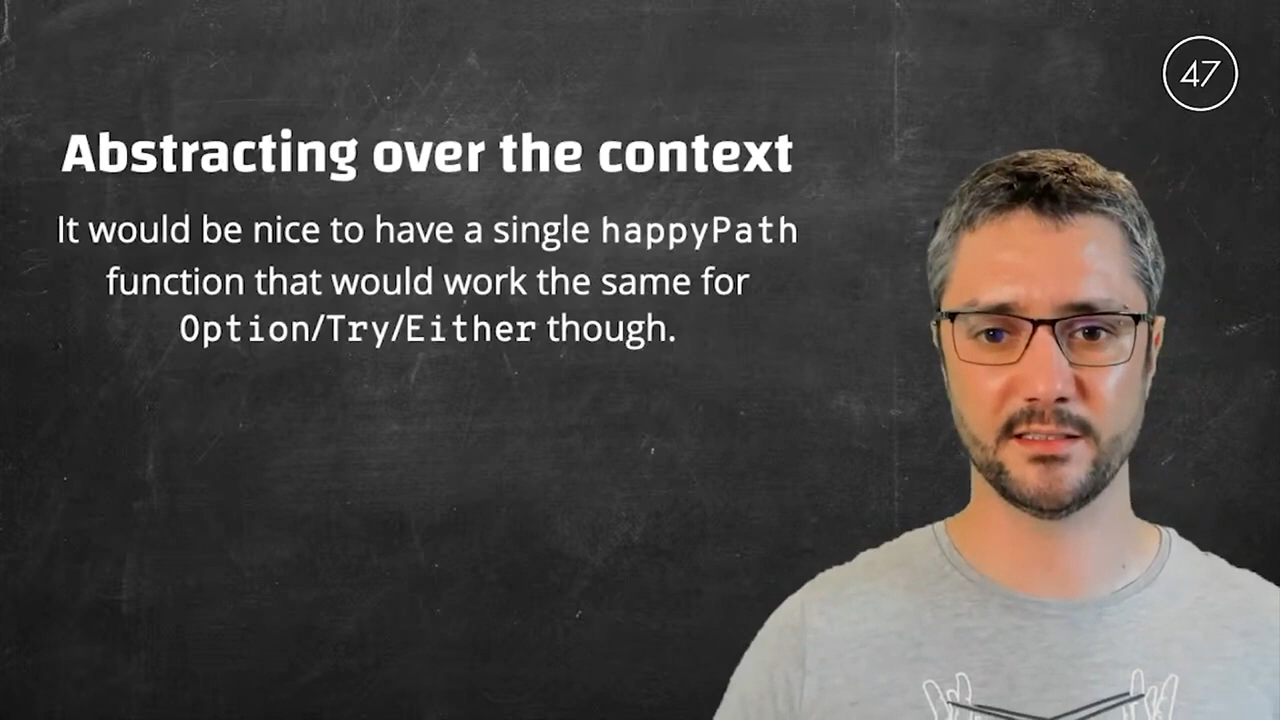 47
Abstracting over the context
It would be nice to have a single happyPath
function that would work the same for
Option/Try/Either though.